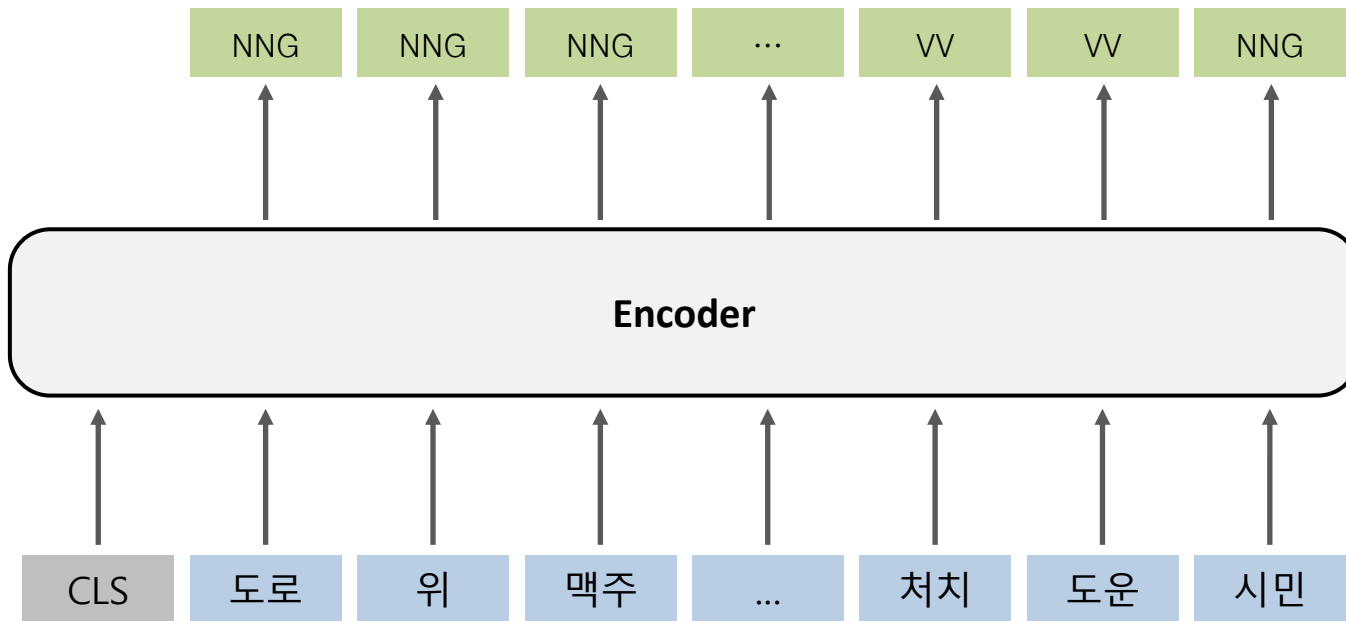 NNG NNG NNG … VV VV NNG
Encoder
CLS 도로 위 맥주 ... 처치 도운 시민